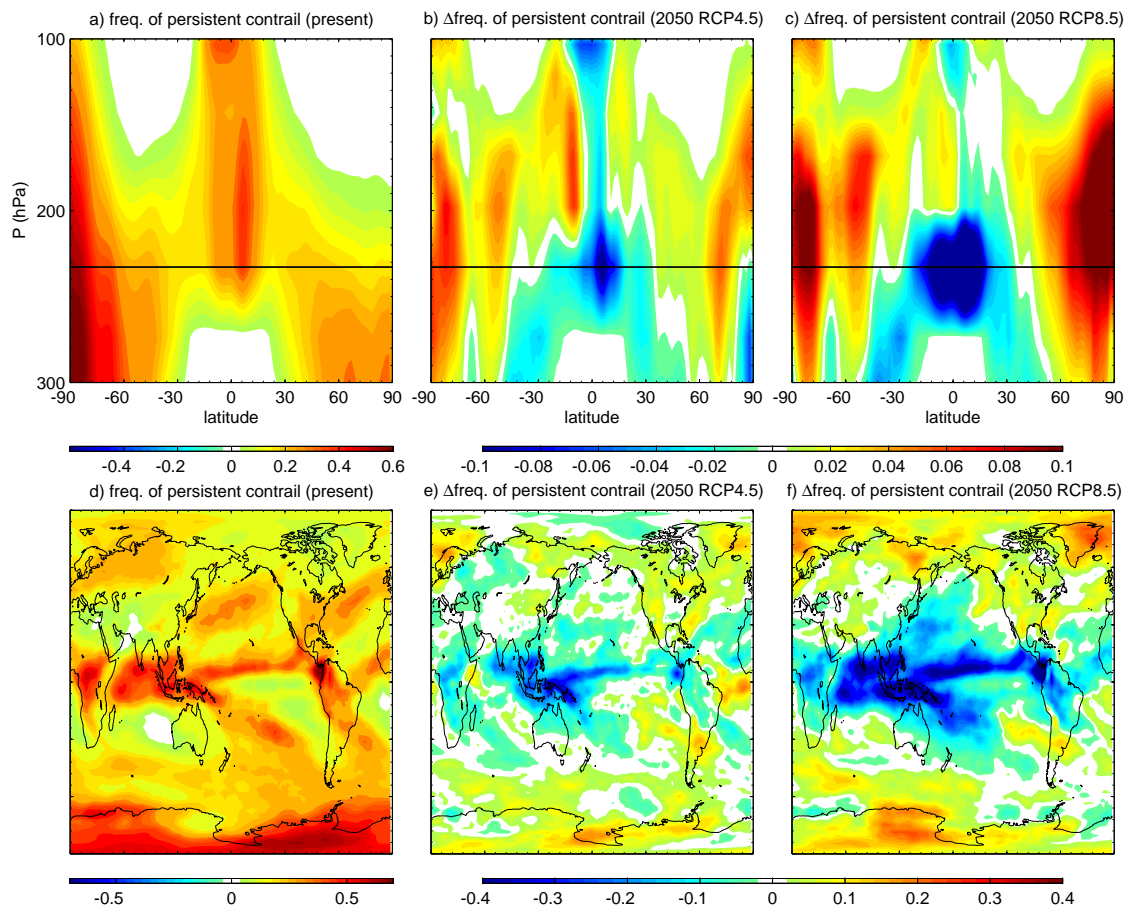 a) freq. of persistent contrail (present)
b) Δfreq. of persistent contrail (2050 RCP4.5)
c) Δfreq. of persistent contrail (2050 RCP8.5)
100
200
300
P (hPa)
-90 -60 -30 0 30 60 90
-90 -60 -30 0 30 60 90
-90 -60 -30 0 30 60 90
latitude
latitude
latitude
-0.4 -0.2 0 0.2 0.4 0.6
-0.1 -0.08 -0.06 -0.04 -0.02 0 0.02 0.04 0.06 0.08 0.1
d) freq. of persistent contrail (present)
e) Δfreq. of persistent contrail (2050 RCP4.5)
f) Δfreq. of persistent contrail (2050 RCP8.5)
-0.5 0 0.5
-0.4 -0.3 -0.2 -0.1 0 0.1 0.2 0.3 0.4